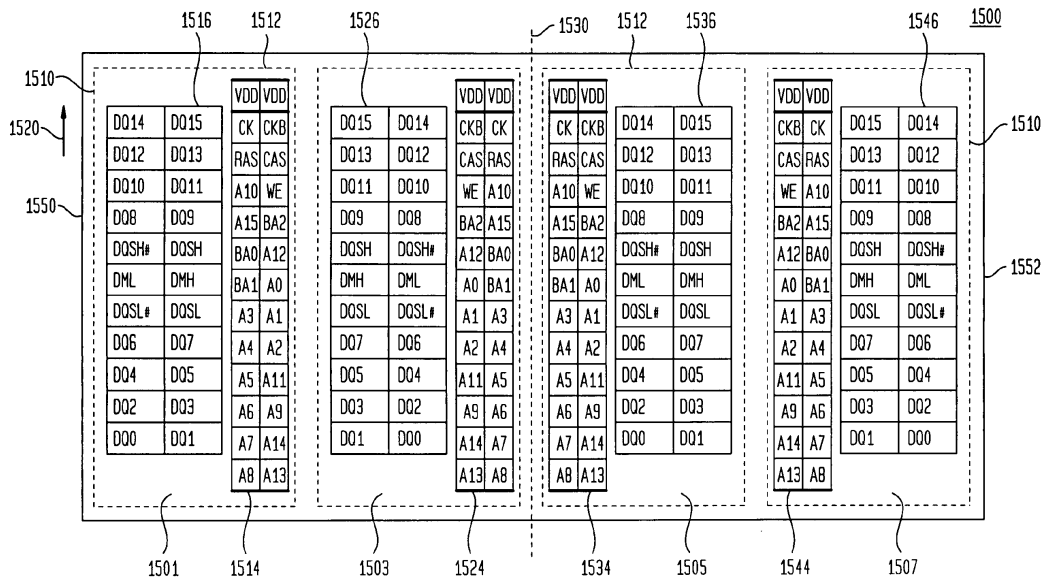 1516 1512 1526 1530 1512 1536 1546 1500
1510
1520
1550
1510
1552
VDD VDD VDD VDD VDD VDD VDD VDD
DQ14 DQ15 CK CKB DQ15 DQ14 CKB CK CK CKB DQ14 DQ15 CKB CK DQ15 DQ14
DQ12 DQ13 RAS CAS DQ13 DQ12 CAS RAS RAS CAS DQ12 DQ13 CAS RAS DQ13 DQ12
DQ10 DQ11 A10 WE DQ11 DQ10 WE A10 A10 WE DQ10 DQ11 WE A10 DQ11 DQ10
DQ8 DQ9 A15 BA2 DQ9 DQ8 BA2 A15 A15 BA2 DQ8 DQ9 BA2 A15 DQ9 DQ8
DQSH# DQSH BA0 A12 DQSH DQSH# A12 BA0 BA0 A12 DQSH# DQSH A12 BA0 DQSH DQSH#
DML DMH BA1 A0 DMH DML A0 BA1 BA1 A0 DML DMH A0 BA1 DMH DML
DQSL# DQSL A3 A1 DQSL DQSL# A1 A3 A3 A1 DQSL# DQSL A1 A3 DQSL DQSL#
DQ6 DQ7 A4 A2 DQ7 DQ6 A2 A4 A4 A2 DQ6 DQ7 A2 A4 DQ7 DQ6
DQ4 DQ5 A5 A11 DQ5 DQ4 A11 A5 A5 A11 DQ4 DQ5 A11 A5 DQ5 DQ4
DQ2 DQ3 A6 A9 DQ3 DQ2 A9 A6 A6 A9 DQ2 DQ3 A9 A6 DQ3 DQ2
DQ0 DQ1 A7 A14 DQ1 DQ0 A14 A7 A7 A14 DQ0 DQ1 A14 A7 DQ1 DQ0
A8 A13 A13 A8 A8 A13 A13 A8
1501 1514 1503 1524 1534 1505 1544 1507